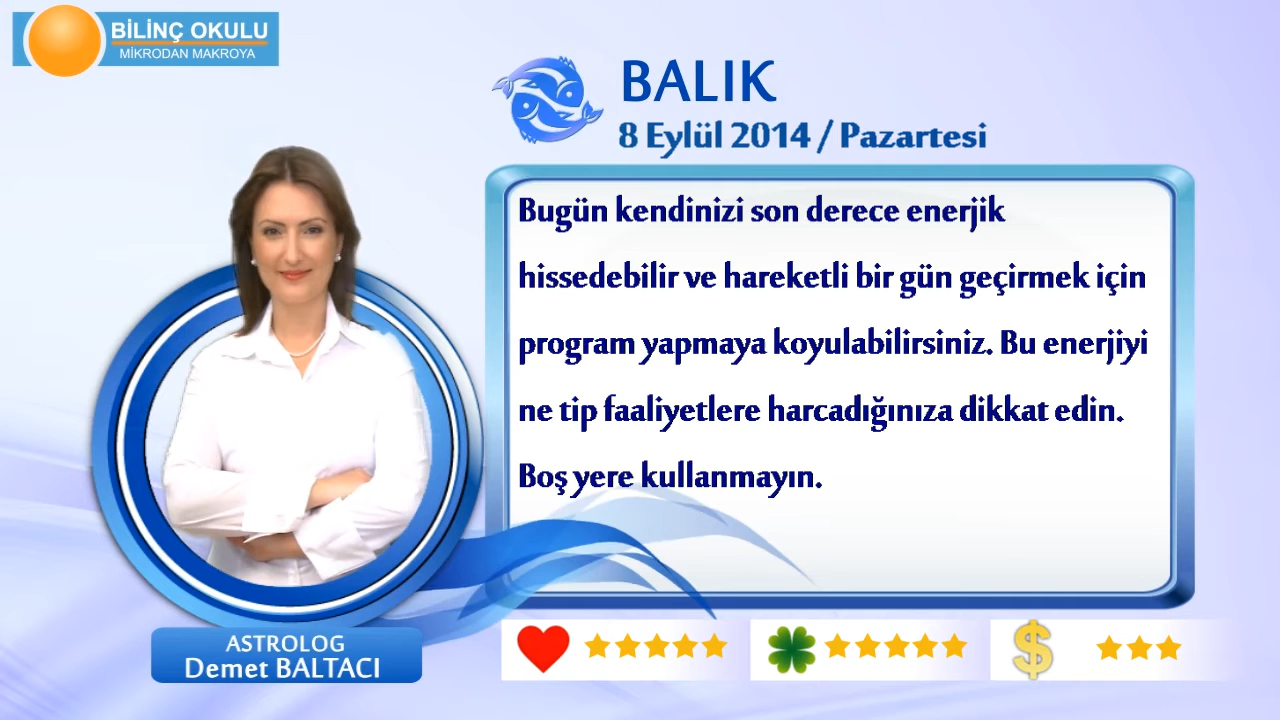 BİLİNÇ OKULU
MİKRODAN MAKROYA
BALIK
8 Eylül 2014 / Pazartesi
Bugün kendinizi son derece enerjik
hissedebilir ve hareketli bir gün geçirmek için
program yapmaya koyulabilirsiniz. Bu enerjiyi
ne tip faaliyetlere harcadığınıza dikkat edin.
Boş yere kullanmayın.
ASTROLOG
Demet BALTACI